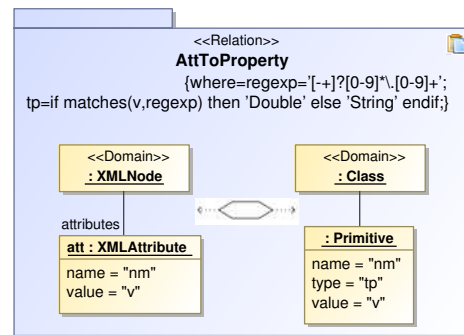 <<Relation>>
AttToProperty
{where=regexp='[-+]?[0-9]*\.[0-9]+';
tp=if matches(v,regexp) then 'Double' else 'String' endif;}
<<Domain>>
: XMLNode
<<Domain>>
: Class
attributes
att : XMLAttribute
name = "nm"
value = "v"
: Primitive
name = "nm"
type = "tp"
value = "v"